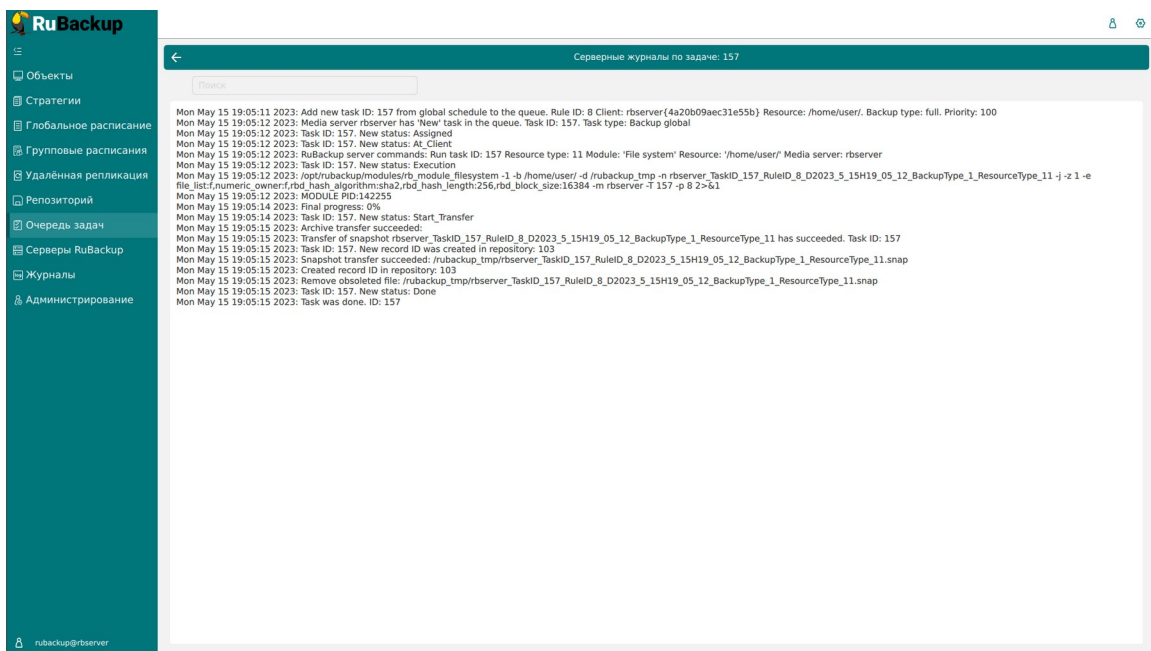 RuBackup
Объекты
Стратегии
Глобальное расписание
Групповые расписания
Удалённая репликация
Репозиторий
Очередь задач
Серверы RuBackup
Журналы
Администрирование
rubackup@rbserver
Серверные журналы по задаче: 157
Поиск
Mon May 15 19:05:11 2023: Add new task ID: 157 from global schedule to the queue. Rule ID: 8 Client: rbserver{4a20b09aec31e55b} Resource: /home/user/. Backup type: full. Priority: 100
Mon May 15 19:05:12 2023: Media server rbserver has 'New' task in the queue. Task ID: 157. Task type: Backup global
Mon May 15 19:05:12 2023: Task ID: 157. New status: Assigned
Mon May 15 19:05:12 2023: Task ID: 157. New status: At_Client
Mon May 15 19:05:12 2023: RuBackup server commands: Run task ID: 157 Resource type: 11 Module: 'File system' Resource: '/home/user/' Media server: rbserver
Mon May 15 19:05:12 2023: Task ID: 157. New status: Execution
Mon May 15 19:05:12 2023: /opt/rubackup/modules/rb_module_filesystem -1 -b /home/user/ -d /rubackup_tmp -n rbserver_TaskID_157_RuleID_8_D2023_5_15H19_05_12_BackupType_1_ResourceType_11 -j -z 1 -e
file_list:f,numeric_owner:f,rbd_hash_algorithm:sha2,rbd_hash_length:256,rbd_block_size:16384 -m rbserver -T 157 -p 8 2>&1
Mon May 15 19:05:12 2023: MODULE PID:142255
Mon May 15 19:05:14 2023: Final progress: 0%
Mon May 15 19:05:14 2023: Task ID: 157. New status: Start_Transfer
Mon May 15 19:05:15 2023: Archive transfer succeeded:
Mon May 15 19:05:15 2023: Transfer of snapshot rbserver_TaskID_157_RuleID_8_D2023_5_15H19_05_12_BackupType_1_ResourceType_11 has succeeded. Task ID: 157
Mon May 15 19:05:15 2023: Task ID: 157. New record ID was created in repository: 103
Mon May 15 19:05:15 2023: Snapshot transfer succeeded: /rubackup_tmp/rbserver_TaskID_157_RuleID_8_D2023_5_15H19_05_12_BackupType_1_ResourceType_11.snap
Mon May 15 19:05:15 2023: Created record ID in repository: 103
Mon May 15 19:05:15 2023: Remove obsoleted file: /rubackup_tmp/rbserver_TaskID_157_RuleID_8_D2023_5_15H19_05_12_BackupType_1_ResourceType_11.snap
Mon May 15 19:05:15 2023: Task ID: 157. New status: Done
Mon May 15 19:05:15 2023: Task was done. ID: 157